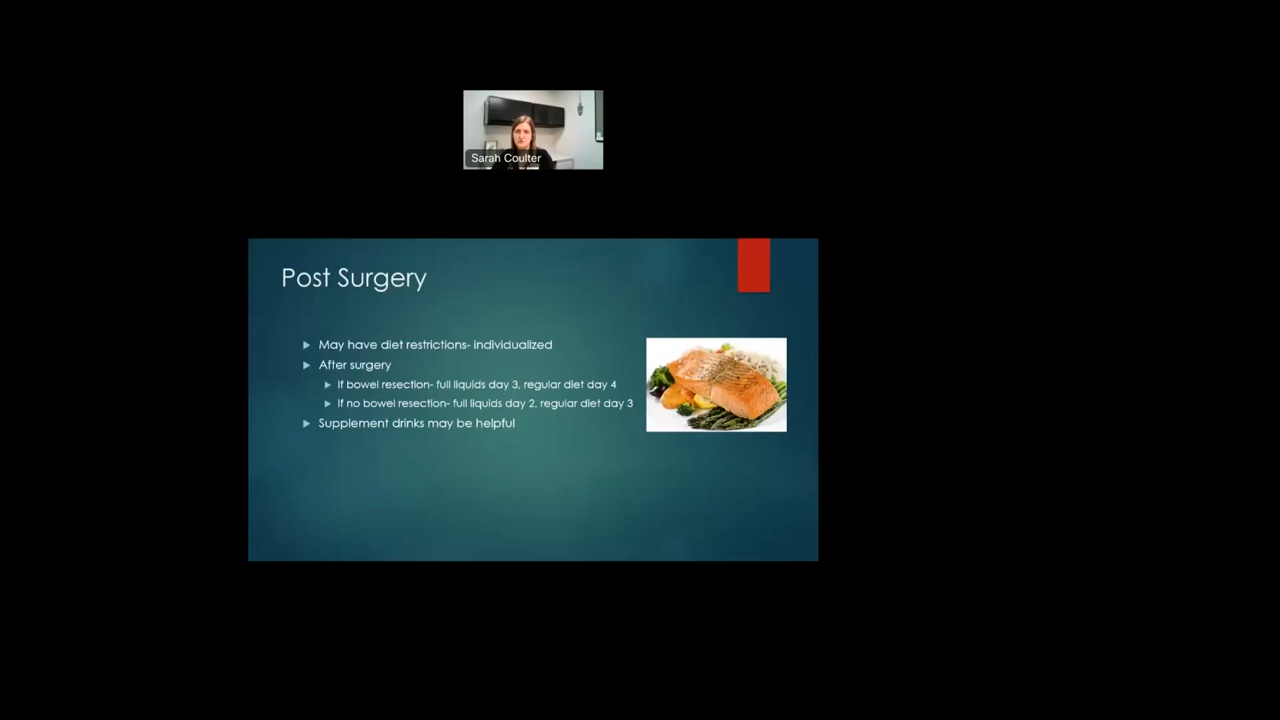 Sarah Coulter
Post Surgery
May have diet restrictions- individualized
After surgery
If bowel resection- full liquids day 3, regular diet day 4
If no bowel resection- full liquids day 2, regular diet day 3
Supplement drinks may be helpful